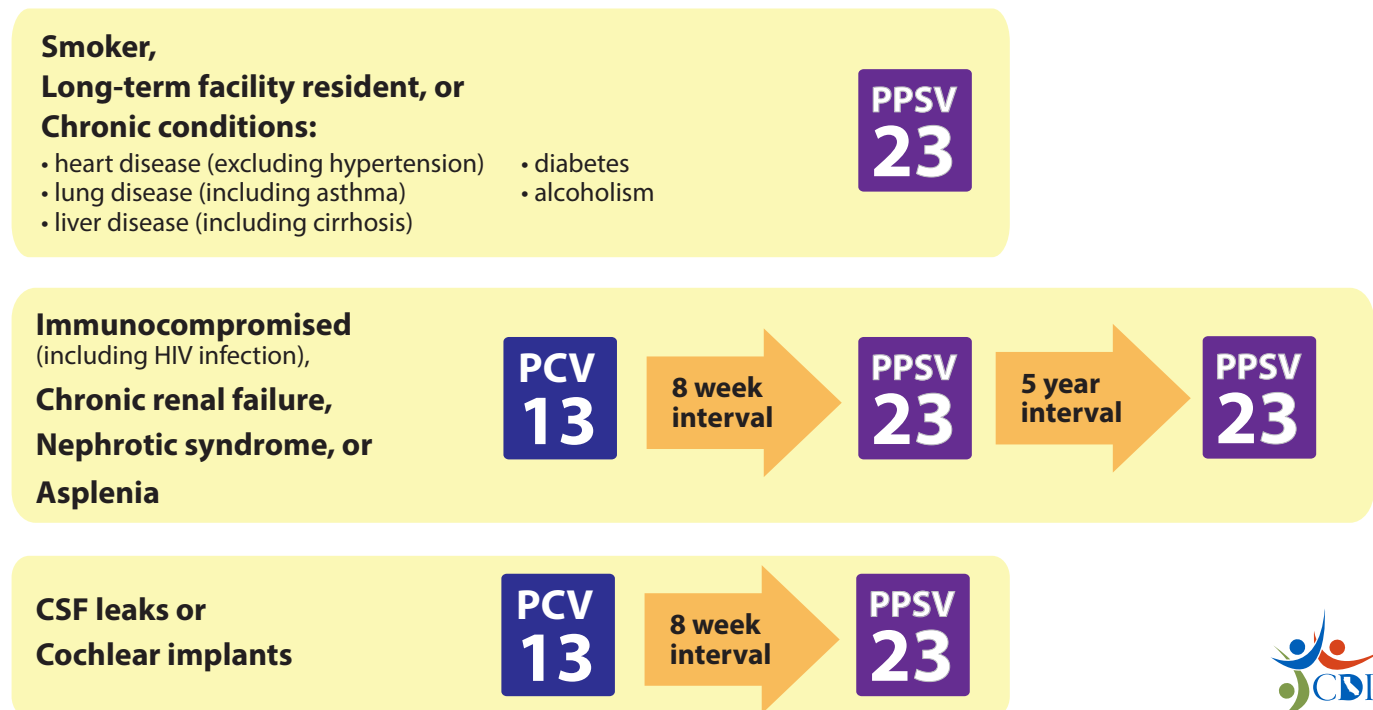 Smoker,
Long-term facility resident, or
Chronic conditions:
• heart disease (excluding hypertension)
• lung disease (including asthma)
• liver disease (including cirrhosis)
• diabetes
• alcoholism
PPSV
23
Immunocompromised
(including HIV infection),
Chronic renal failure,
Nephrotic syndrome, or
Asplenia
PCV
13
8 week
interval
PPSV
23
5 year
interval
PPSV
23
CSF leaks or
Cochlear implants
PCV
13
8 week
interval
PPSV
23